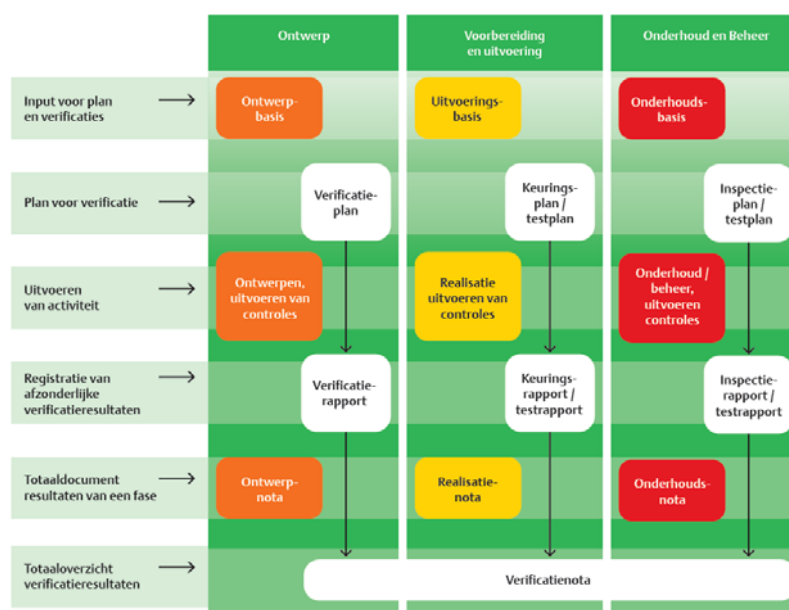 Ontwerp
Voorbereiding
en uitvoering
Onderhoud en Beheer
Input voor plan
en verificaties
Ontwerp-
basis
Uitvoerings-
basis
Onderhouds-
basis
Plan voor verificatie
Verificatie-
plan
Keurings-
plan /
testplan
Inspectie-
plan /
testplan
Uitvoeren
van activiteit
Ontwerpen,
uitvoeren van
controles
Realisatie
uitvoeren van
controles
Onderhoud /
beheer,
uitvoeren
controles
Registratie van
afzonderlijke
verificatieresultaten
Verificatie-
rapport
Keurings-
rapport /
testrapport
Inspectie-
rapport /
testrapport
Totaaldocument
resultaten van een fase
Ontwerp-
nota
Realisatie-
nota
Onderhouds-
nota
Totaaloverzicht
verificatieresultaten
Verificatienota